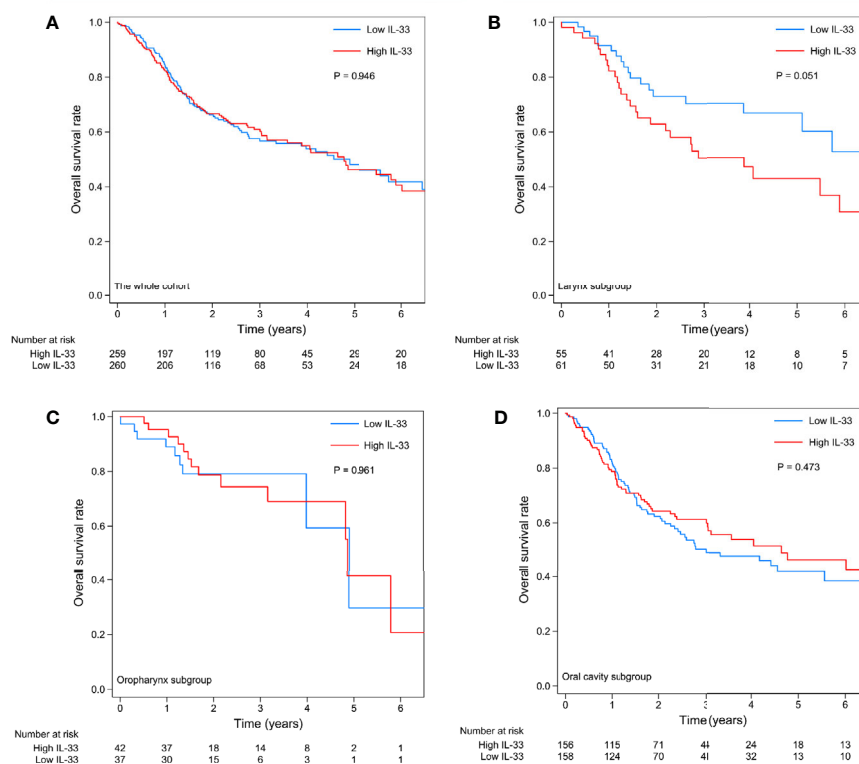 A
Low IL-33
High IL-33
P = 0.946
Overall survival rate
1.0
0.8
0.6
0.4
0.2
0.0
The whole cohort
0 1 2 3 4 5 6
Time (years)
Number at risk
High IL-33 259 197 119 80 45 29 20
Low IL-33 260 206 116 68 53 24 18
B
Low IL-33
High IL-33
P = 0.051
Overall survival rate
1.0
0.8
0.6
0.4
0.2
0.0
Larynx subgroup
0 1 2 3 4 5 6
Time (years)
Number at risk
High IL-33 55 41 28 20 12 8 5
Low IL-33 61 50 31 21 18 10 7
C
Low IL-33
High IL-33
P = 0.961
Overall survival rate
1.0
0.8
0.6
0.4
0.2
0.0
Oropharynx subgroup
0 1 2 3 4 5 6
Time (years)
Number at risk
High IL-33 42 37 18 14 8 2 1
Low IL-33 37 30 15 6 3 1 1
D
Low IL-33
High IL-33
P = 0.473
Overall survival rate
1.0
0.8
0.6
0.4
0.2
0.0
Oral cavity subgroup
0 1 2 3 4 5 6
Time (years)
Number at risk
High IL-33 156 115 71 24 18 13
Low IL-33 158 124 70 32 13 10